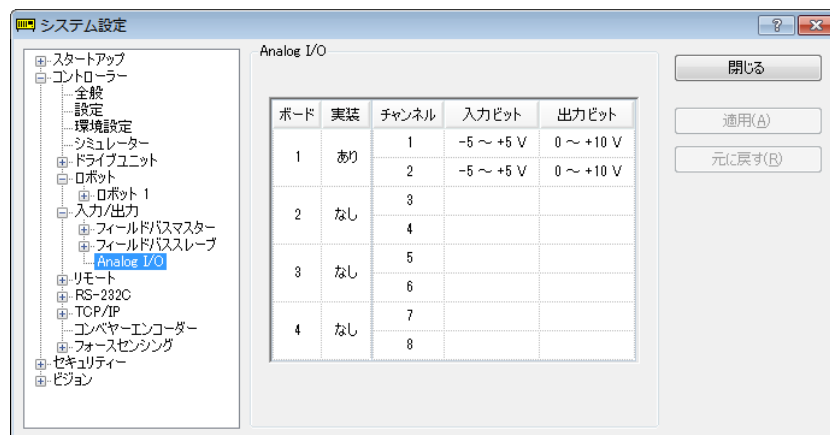 システム設定
スタートアップ
コントローラー
全般
設定
環境設定
シミュレーター
ドライブユニット
ロボット
ロボット 1
入力/出力
フィールドバスマスター
フィールドバススレーブ
Analog I/O
リモート
RS-232C
TCP/IP
コンベヤーエンコーダー
フォースセンシング
セキュリティー
ビジョン
Analog I/O
ボード 実装 チャンネル 入力ビット 出力ビット
1 あり 1 -5 ～ +5 V 0 ～ +10 V
2 -5 ～ +5 V 0 ～ +10 V
2 なし 3
4
3 なし 5
6
4 なし 7
8
閉じる
適用(A)
元に戻す(R)